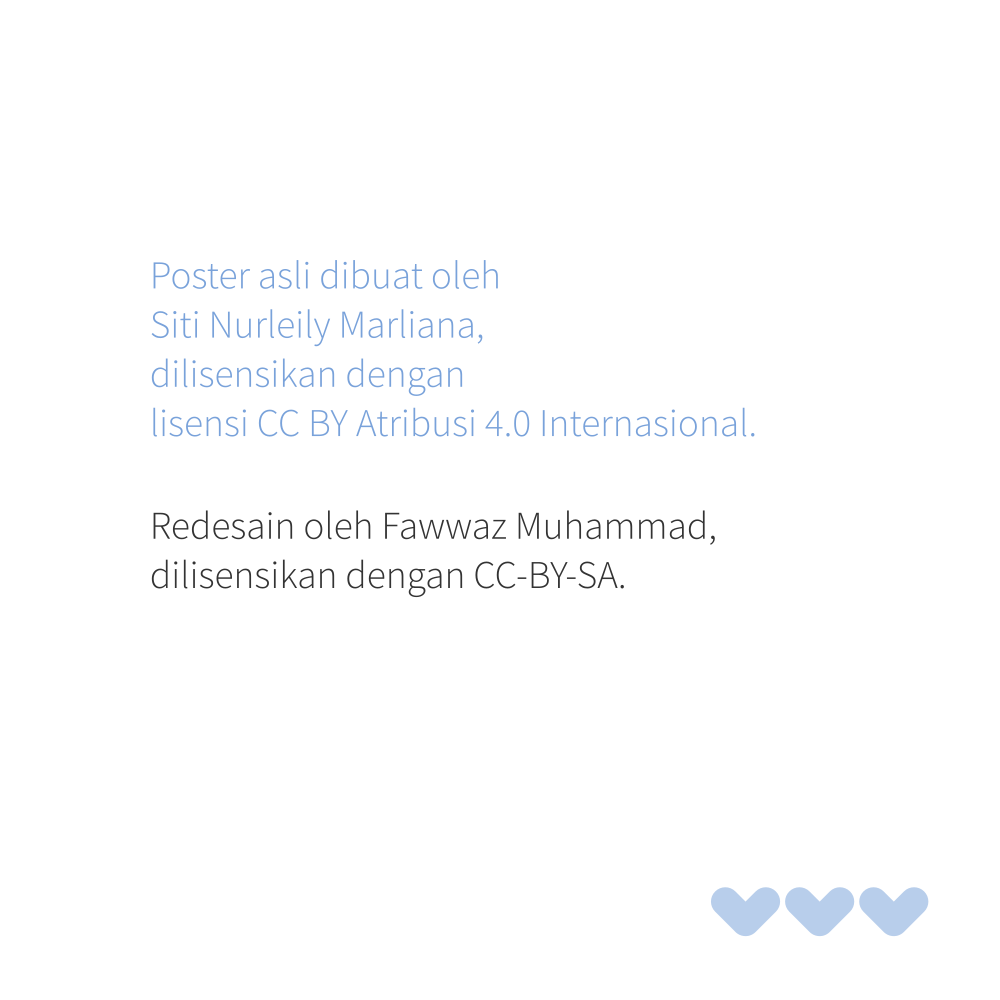 Poster asli dibuat oleh
Siti Nurleily Marliana,
dilisensikan dengan
lisensi CC BY Atribusi 4.0 Internasional.
Redesain oleh Fawwaz Muhammad,
dilisensikan dengan CC-BY-SA.